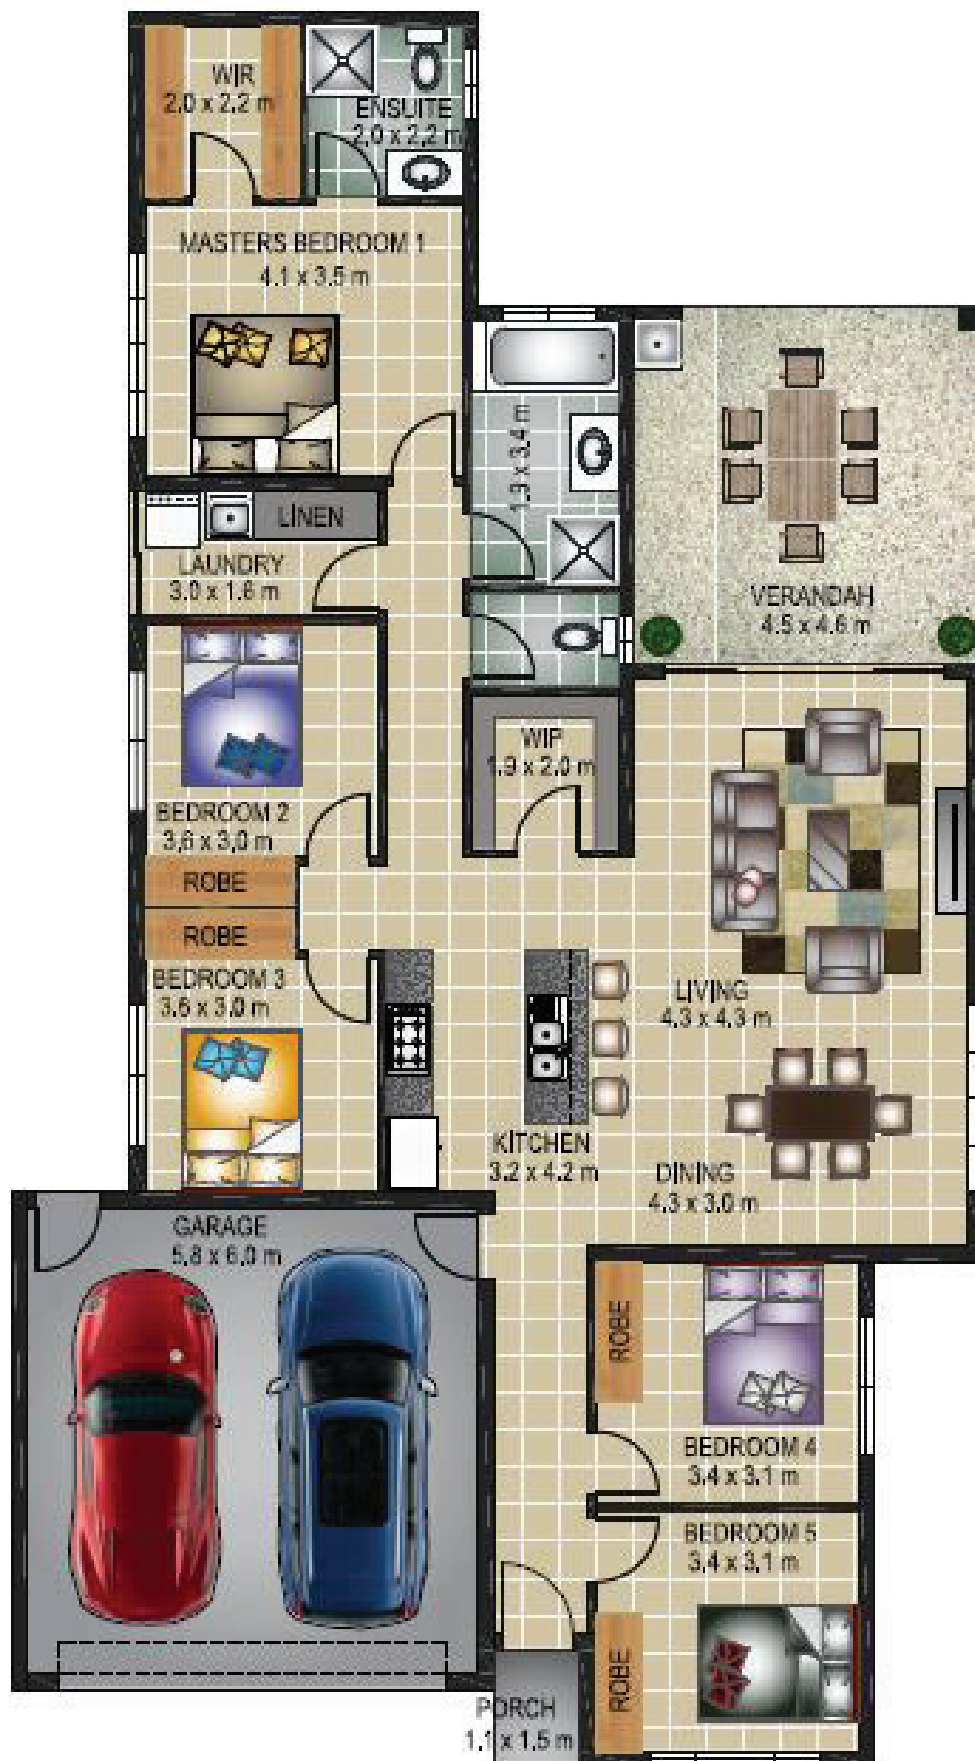 WIR
2.0 x 2.2 m
ENSUITE
2.0 x 2.2 m
MASTERS BEDROOM 1
4.1 x 3.5 m
1.9 x 3.4 m
LINEN
LAUNDRY
3.0 x 1.6 m
VERANDAH
4.5 x 4.6 m
WIP
1.9 x 2.0 m
BEDROOM 2
3.6 x 3.0 m
ROBE
ROBE
BEDROOM 3
3.6 x 3.0 m
LIVING
4.3 x 4.3 m
KITCHEN
3.2 x 4.2 m
DINING
4.3 x 3.0 m
GARAGE
5.8 x 6.0 m
ROBE
BEDROOM 4
3.4 x 3.1 m
BEDROOM 5
3.4 x 3.1 m
ROBE
PORCH
1.1 x 1.5 m